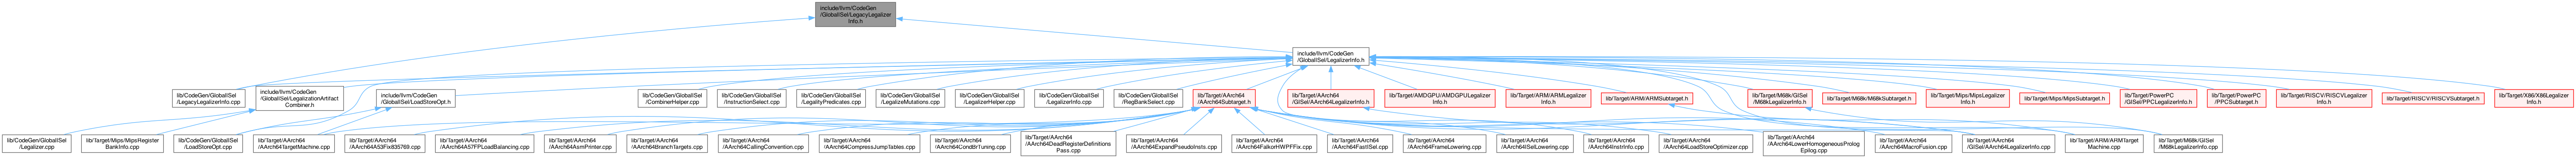 include/llvm/CodeGen
/GlobalISel/LegacyLegalizer
Info.h
include/llvm/CodeGen
/GlobalISel/LegalizerInfo.h
lib/CodeGen/GlobalISel
/LegacyLegalizerInfo.cpp
include/llvm/CodeGen
/GlobalISel/LegalizationArtifact
Combiner.h
include/llvm/CodeGen
/GlobalISel/LoadStoreOpt.h
lib/CodeGen/GlobalISel
/CombinerHelper.cpp
lib/CodeGen/GlobalISel
/InstructionSelect.cpp
lib/CodeGen/GlobalISel
/LegalityPredicates.cpp
lib/CodeGen/GlobalISel
/LegalizeMutations.cpp
lib/CodeGen/GlobalISel
/LegalizerHelper.cpp
lib/CodeGen/GlobalISel
/LegalizerInfo.cpp
lib/CodeGen/GlobalISel
/RegBankSelect.cpp
lib/Target/AArch64
/AArch64Subtarget.h
lib/Target/AArch64
/GISel/AArch64LegalizerInfo.h
lib/Target/AMDGPU/AMDGPULegalizer
Info.h
lib/Target/ARM/ARMLegalizer
Info.h
lib/Target/ARM/ARMSubtarget.h
lib/Target/M68k/GISel
/M68kLegalizerInfo.h
lib/Target/M68k/M68kSubtarget.h
lib/Target/Mips/MipsLegalizer
Info.h
lib/Target/Mips/MipsSubtarget.h
lib/Target/PowerPC
/GISel/PPCLegalizerInfo.h
lib/Target/PowerPC
/PPCSubtarget.h
lib/Target/RISCV/RISCVLegalizer
Info.h
lib/Target/RISCV/RISCVSubtarget.h
lib/Target/X86/X86Legalizer
Info.h
lib/CodeGen/GlobalISel
/Legalizer.cpp
lib/Target/Mips/MipsRegister
BankInfo.cpp
lib/CodeGen/GlobalISel
/LoadStoreOpt.cpp
lib/Target/AArch64
/AArch64TargetMachine.cpp
lib/Target/AArch64
/AArch64A53Fix835769.cpp
lib/Target/AArch64
/AArch64A57FPLoadBalancing.cpp
lib/Target/AArch64
/AArch64AsmPrinter.cpp
lib/Target/AArch64
/AArch64BranchTargets.cpp
lib/Target/AArch64
/AArch64CallingConvention.cpp
lib/Target/AArch64
/AArch64CompressJumpTables.cpp
lib/Target/AArch64
/AArch64CondBrTuning.cpp
lib/Target/AArch64
/AArch64DeadRegisterDefinitions
Pass.cpp
lib/Target/AArch64
/AArch64ExpandPseudoInsts.cpp
lib/Target/AArch64
/AArch64FalkorHWPFFix.cpp
lib/Target/AArch64
/AArch64FastISel.cpp
lib/Target/AArch64
/AArch64FrameLowering.cpp
lib/Target/AArch64
/AArch64ISelLowering.cpp
lib/Target/AArch64
/AArch64InstrInfo.cpp
lib/Target/AArch64
/AArch64LoadStoreOptimizer.cpp
lib/Target/AArch64
/AArch64LowerHomogeneousProlog
Epilog.cpp
lib/Target/AArch64
/AArch64MacroFusion.cpp
lib/Target/AArch64
/GISel/AArch64LegalizerInfo.cpp
lib/Target/ARM/ARMTarget
Machine.cpp
lib/Target/M68k/GISel
/M68kLegalizerInfo.cpp